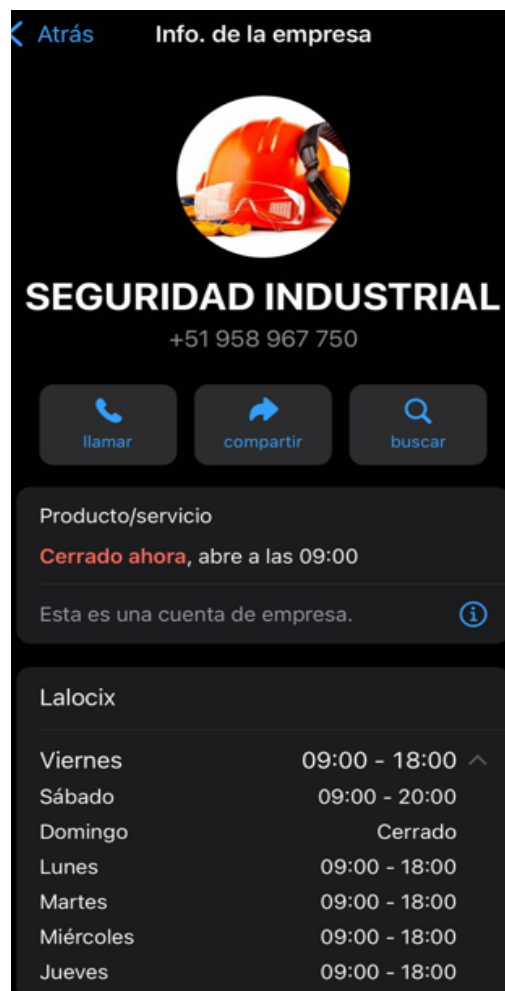 Atrás Info. de la empresa
SEGURIDAD INDUSTRIAL
+51 958 967 750
llamar compartir buscar
Producto/servicio
Cerrado ahora, abre a las 09:00
Esta es una cuenta de empresa.
Lalocix
Viernes 09:00 - 18:00
Sábado 09:00 - 20:00
Domingo Cerrado
Lunes 09:00 - 18:00
Martes 09:00 - 18:00
Miércoles 09:00 - 18:00
Jueves 09:00 - 18:00